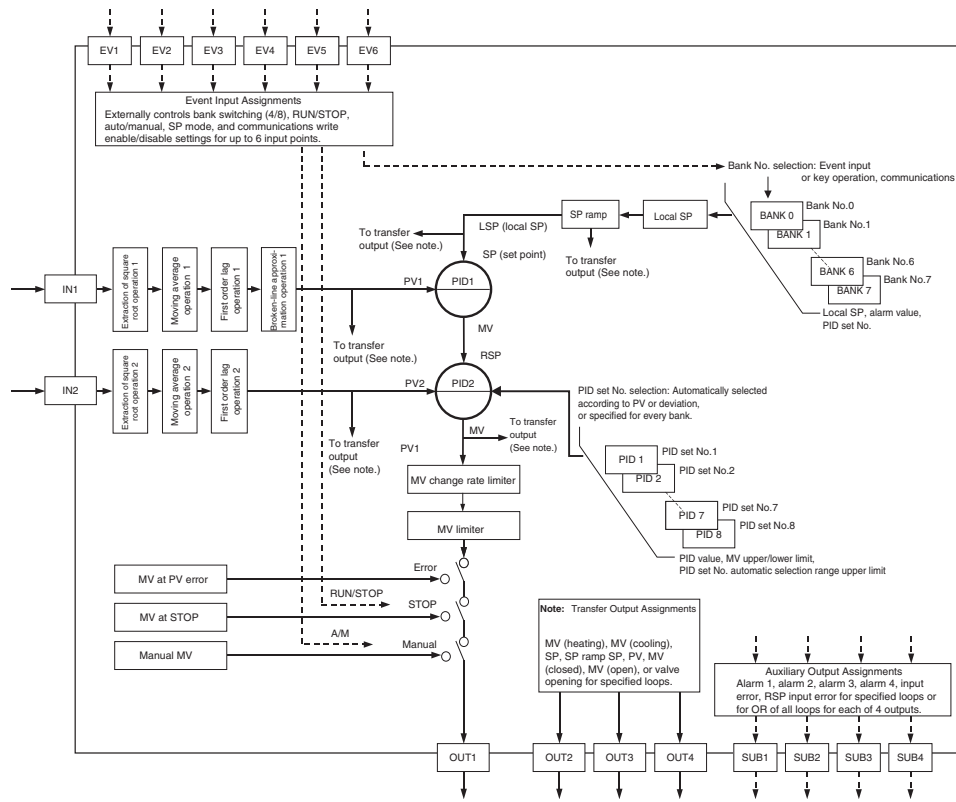 EV1 EV2 EV3 EV4 EV5 EV6
Event Input Assignments
Externally controls bank switching (4/8), RUN/STOP,
auto/manual, SP mode, and communications write
enable/disable settings for up to 6 input points.
Bank No. selection: Event input
or key operation, communications
BANK 0
Bank No.0
BANK 1
Bank No.1
BANK 6
Bank No.6
BANK 7
Bank No.7
Local SP, alarm value,
PID set No.
Local SP
SP ramp
To transfer
output (See note.)
LSP (local SP)
To transfer
output (See note.)
SP (set point)
IN1
Extraction of square
root operation 1
Moving average
operation 1
First order lag
operation 1
Broken-line approxi-
mation operation 1
PV1
PID1
To transfer
output (See note.)
MV
RSP
IN2
Extraction of square
root operation 2
Moving average
operation 2
First order lag
operation 2
PV2
PID2
To transfer
output
(See note.)
MV
To transfer
output
(See note.)
PV1
PID set No. selection: Automatically selected
according to PV or deviation,
or specified for every bank.
PID 1
PID set No.1
PID 2
PID set No.2
PID 7
PID set No.7
PID 8
PID set No.8
PID value, MV upper/lower limit,
PID set No. automatic selection range upper limit
MV change rate limiter
MV limiter
MV at PV error
Error
RUN/STOP
MV at STOP
STOP
A/M
Manual MV
Manual
Note: Transfer Output Assignments
MV (heating), MV (cooling),
SP, SP ramp SP, PV, MV
(closed), MV (open), or valve
opening for specified loops.
Auxiliary Output Assignments
Alarm 1, alarm 2, alarm 3, alarm 4, input
error, RSP input error for specified loops or
for OR of all loops for each of 4 outputs.
OUT1 OUT2 OUT3 OUT4 SUB1 SUB2 SUB3 SUB4